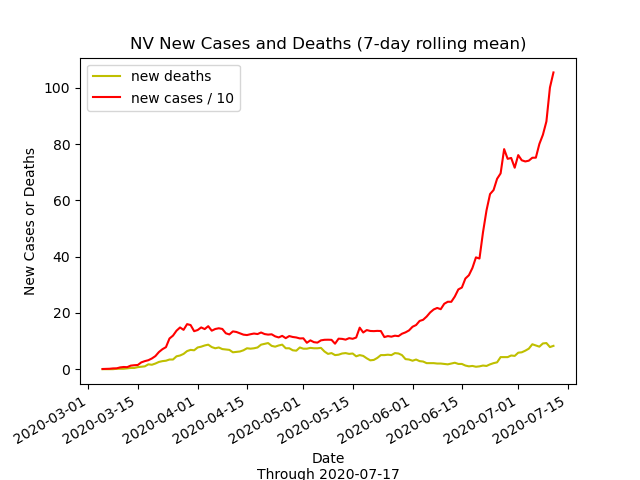 NV New Cases and Deaths (7-day rolling mean)
new deaths
new cases / 10
New Cases or Deaths
100
80
60
40
20
0
2020-03-01
2020-03-15
2020-04-01
2020-04-15
2020-05-01
2020-05-15
2020-06-01
2020-06-15
2020-07-01
2020-07-15
Date
Through 2020-07-17